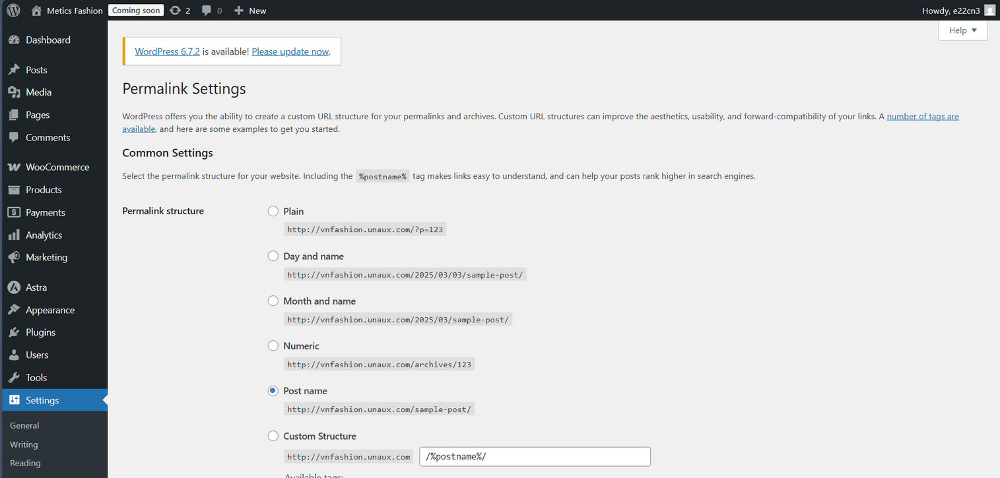 Metics Fashion Coming soon 2 0 New Howdy, e22cn3
Help
Dashboard
Posts
Media
Pages
Comments
WooCommerce
Products
Payments
Analytics
Marketing
Astra
Appearance
Plugins
Users
Tools
Settings
General
Writing
Reading
WordPress 6.7.2 is available! Please update now.
Permalink Settings
WordPress offers you the ability to create a custom URL structure for your permalinks and archives. Custom URL structures can improve the aesthetics, usability, and forward-compatibility of your links. A number of tags are
available, and here are some examples to get you started.
Common Settings
Select the permalink structure for your website. Including the %postname% tag makes links easy to understand, and can help your posts rank higher in search engines.
Permalink structure
Plain
http://vnfashion.unaux.com/?p=123
Day and name
http://vnfashion.unaux.com/2025/03/03/sample-post/
Month and name
http://vnfashion.unaux.com/2025/03/sample-post/
Numeric
http://vnfashion.unaux.com/archives/123
Post name
http://vnfashion.unaux.com/sample-post/
Custom Structure
http://vnfashion.unaux.com /%postname%/
Available tags: